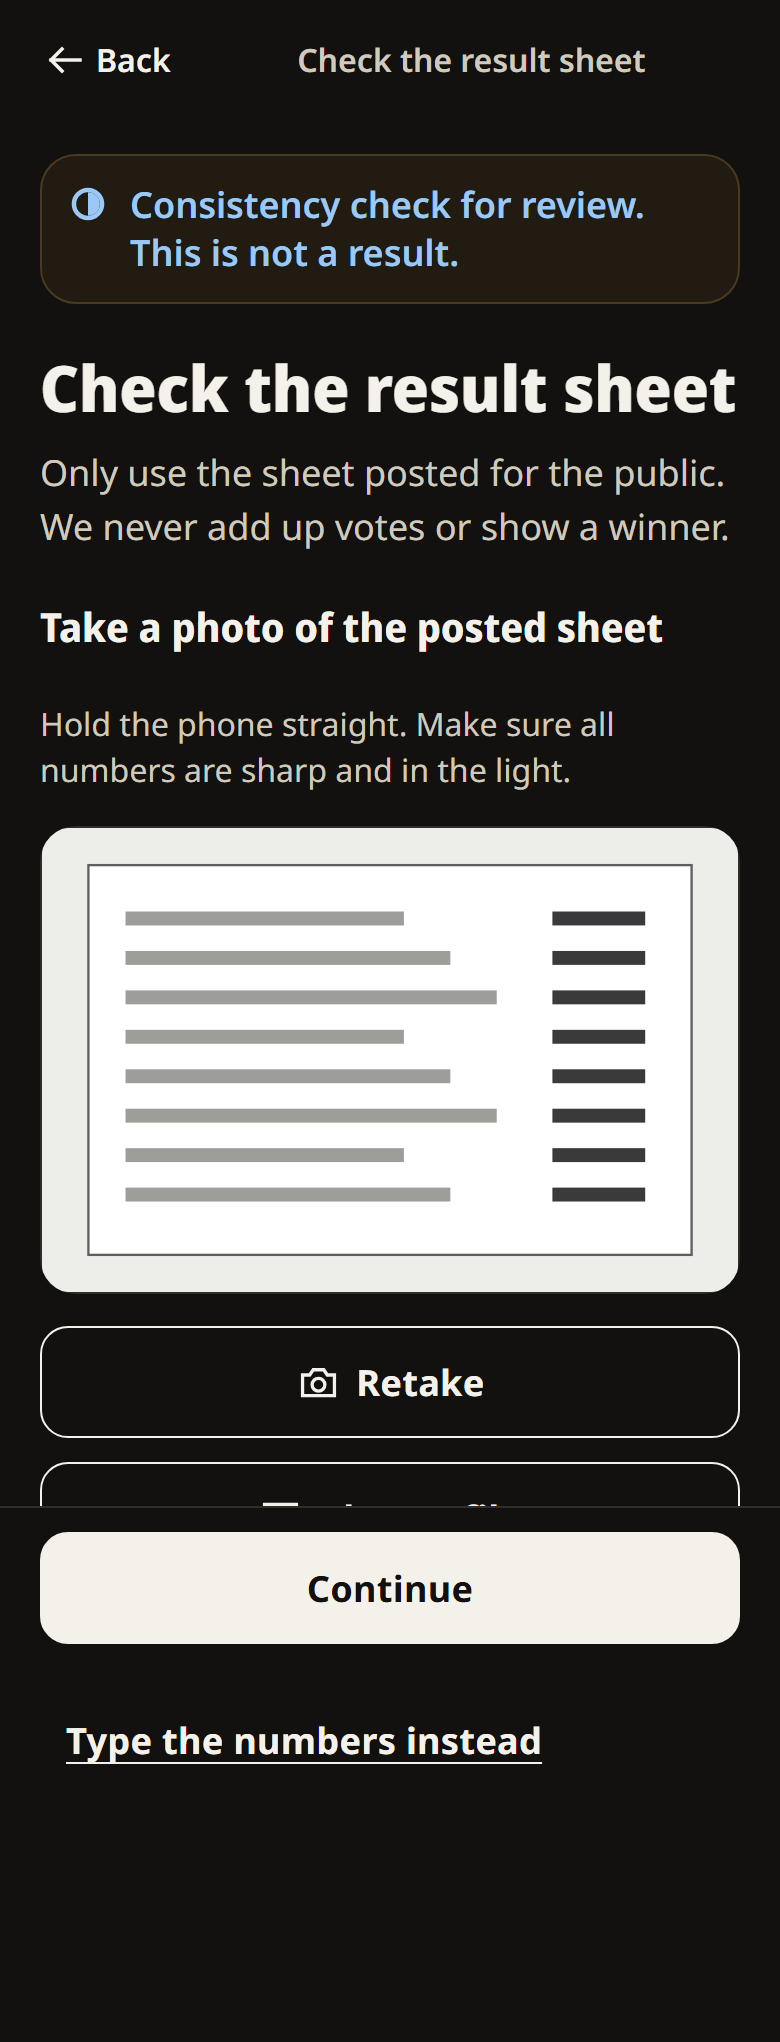 Back
Check the result sheet
Consistency check for review.
This is not a result.
Check the result sheet
Only use the sheet posted for the public.
We never add up votes or show a winner.
Take a photo of the posted sheet
Hold the phone straight. Make sure all
numbers are sharp and in the light.
Retake
Continue
Type the numbers instead